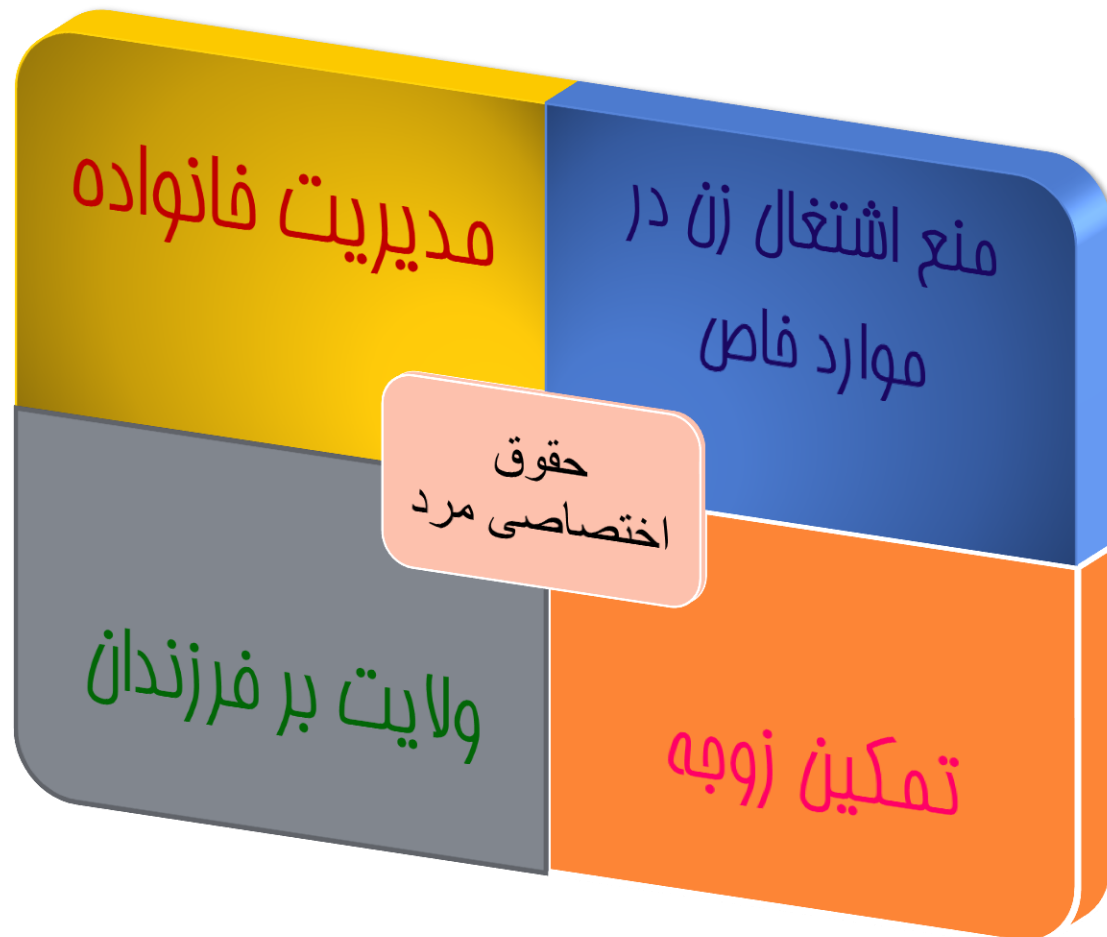 منع اشتغال زن در
موارد خاص
مدیریت خانواده
حقوق
اختصاصی مرد
تمکین زوجه
ولایت بر فرزندان